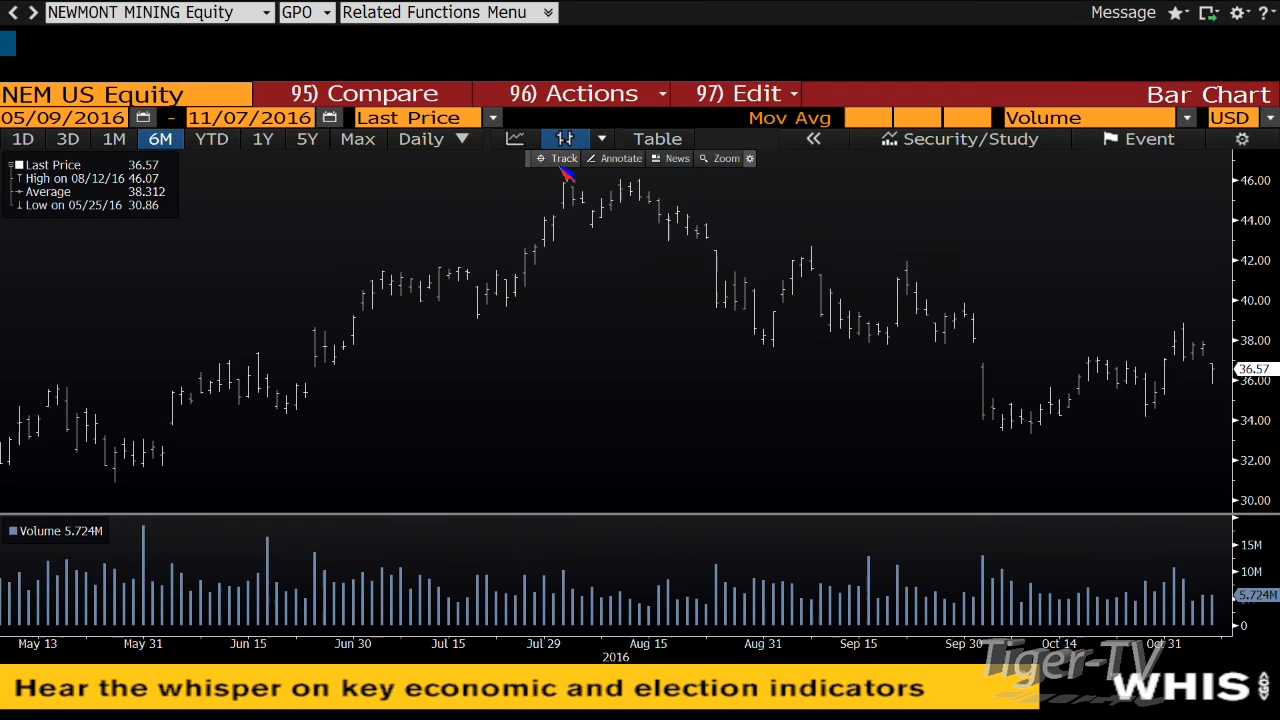 NEWMONT MINING Equity GPO Related Functions Menu Message ?
NEM US Equity 95) Compare 96) Actions 97) Edit Bar Chart
05/09/2016 - 11/07/2016 Last Price Mov Avg Volume USD
1D 3D 1M 6M YTD 1Y 5Y Max Daily Table « Security/Study Event
Track Annotate News Zoom
Last Price 36.57
High on 08/12/16 46.07
Average 38.312
Low on 05/25/16 30.86
46.00
44.00
42.00
40.00
38.00
36.57
36.00
34.00
32.00
30.00
Volume 5.724M
15M
10M
5.724M
0
May 13 May 31 Jun 15 Jun 30 Jul 15 Jul 29 Aug 15 Aug 31 Sep 15 Sep 30 Oct 14 Oct 31
2016
Tiger-TV
Hear the whisper on key economic and election indicators
WHIS <GO>